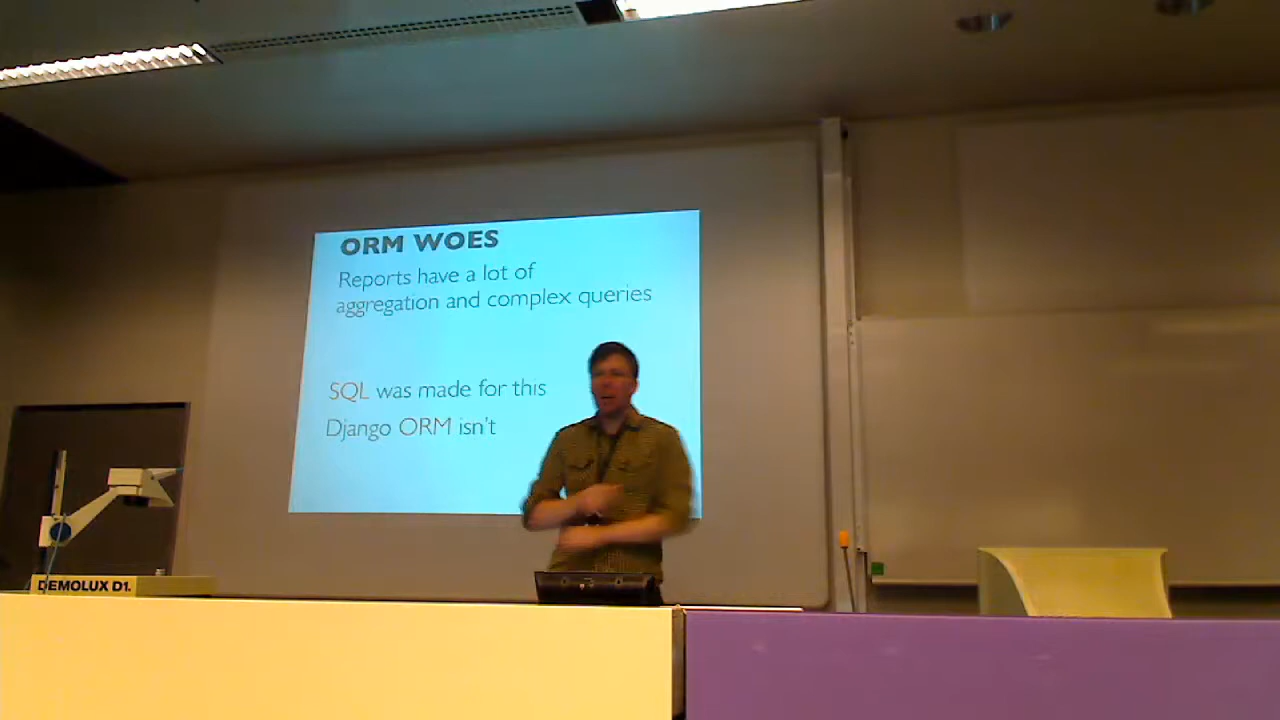 ORM WOES
Reports have a lot of
aggregation and complex queries
SQL was made for this
Django ORM isn't
DEMOLUX D1.